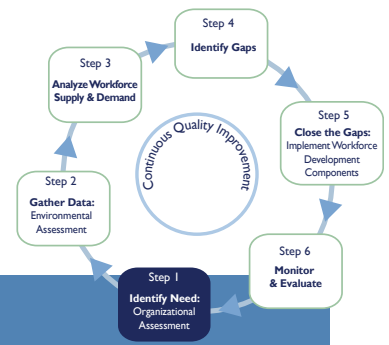 Step 4
Identify Gaps
Step 3
Analyze Workforce
Supply & Demand
Step 5
Close the Gaps:
Implement Workforce
Development
Components
Continuous Quality Improvement
Step 2
Gather Data:
Environmental
Assessment
Step 6
Monitor
& Evaluate
Step 1
Identify Need:
Organizational
Assessment